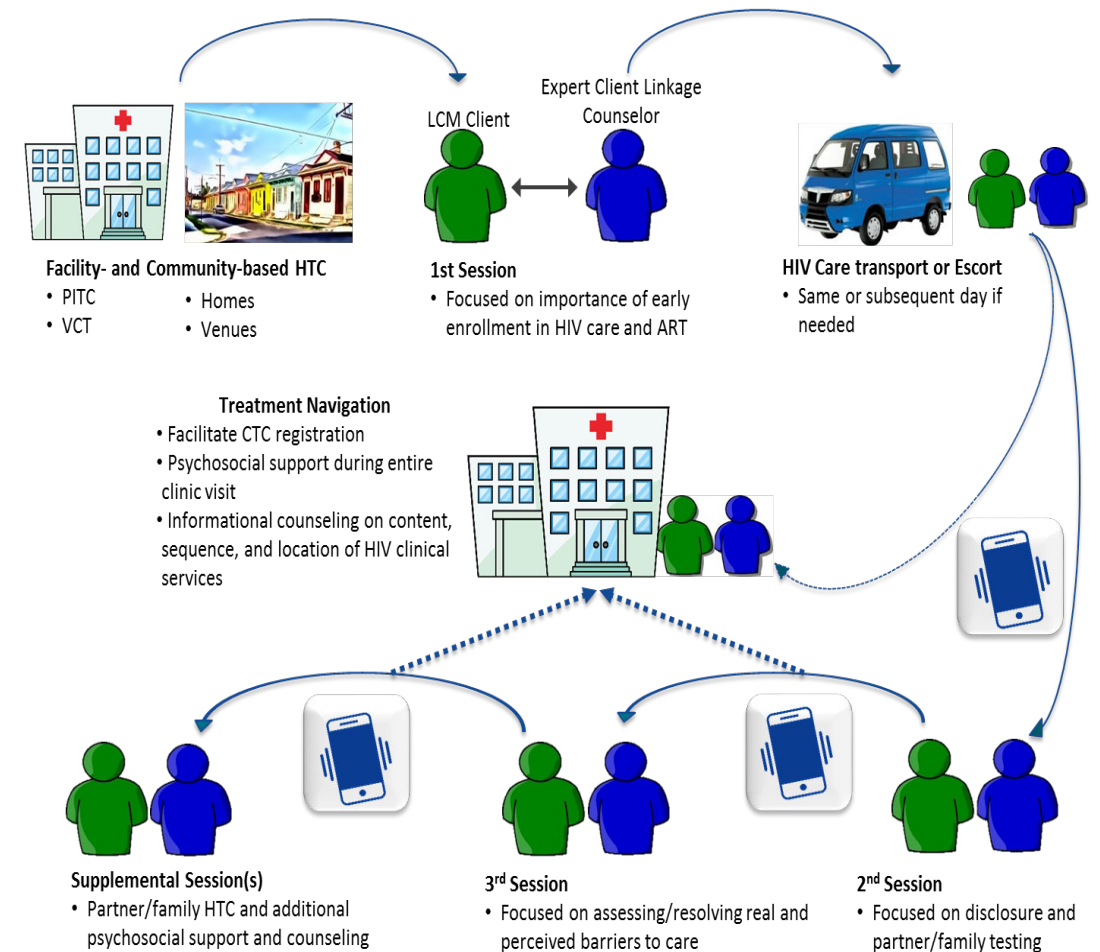 LCM Client
Expert Client Linkage
Counselor
Facility- and Community-based HTC
• PITC
• VCT
• Homes
• Venues
1st Session
• Focused on importance of early
enrollment in HIV care and ART
HIV Care transport or Escort
• Same or subsequent day if
needed
Treatment Navigation
• Facilitate CTC registration
• Psychosocial support during entire
clinic visit
• Informational counseling on content,
sequence, and location of HIV clinical
services
Supplemental Session(s)
• Partner/family HTC and additional
psychosocial support and counseling
3rd Session
• Focused on assessing/resolving real and
perceived barriers to care
2nd Session
• Focused on disclosure and
partner/family testing